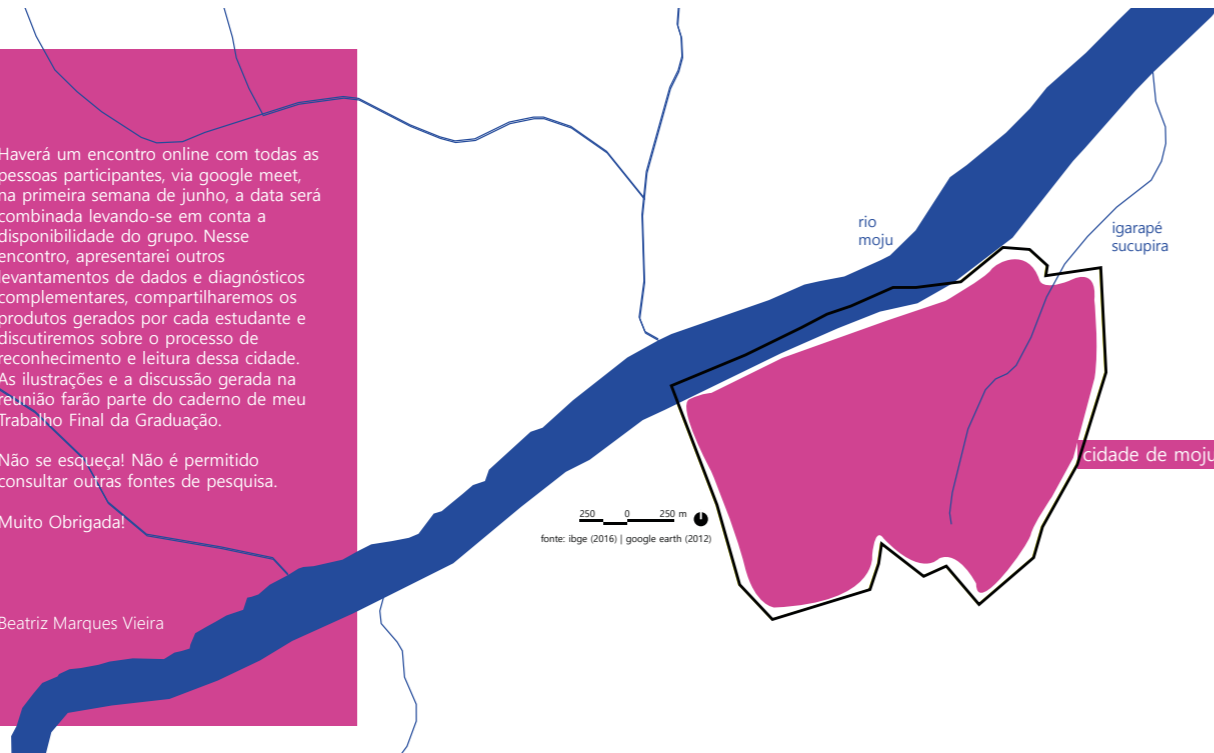 Haverá um encontro online com todas as
pessoas participantes, via google meet,
na primeira semana de junho, a data será
combinada levando-se em conta a
disponibilidade do grupo. Nesse
encontro, apresentarei outros
levantamentos de dados e diagnósticos
complementares, compartilharemos os
produtos gerados por cada estudante e
discutiremos sobre o processo de
reconhecimento e leitura dessa cidade.
As ilustrações e a discussão gerada na
reunião farão parte do caderno de meu
Trabalho Final da Graduação.
Não se esqueça! Não é permitido
consultar outras fontes de pesquisa.
Muito Obrigada!
Beatriz Marques Vieira
rio
moju
igarapé
sucupira
cidade de moju
250 0 250 m
fonte: ibge (2016) | google earth (2012)